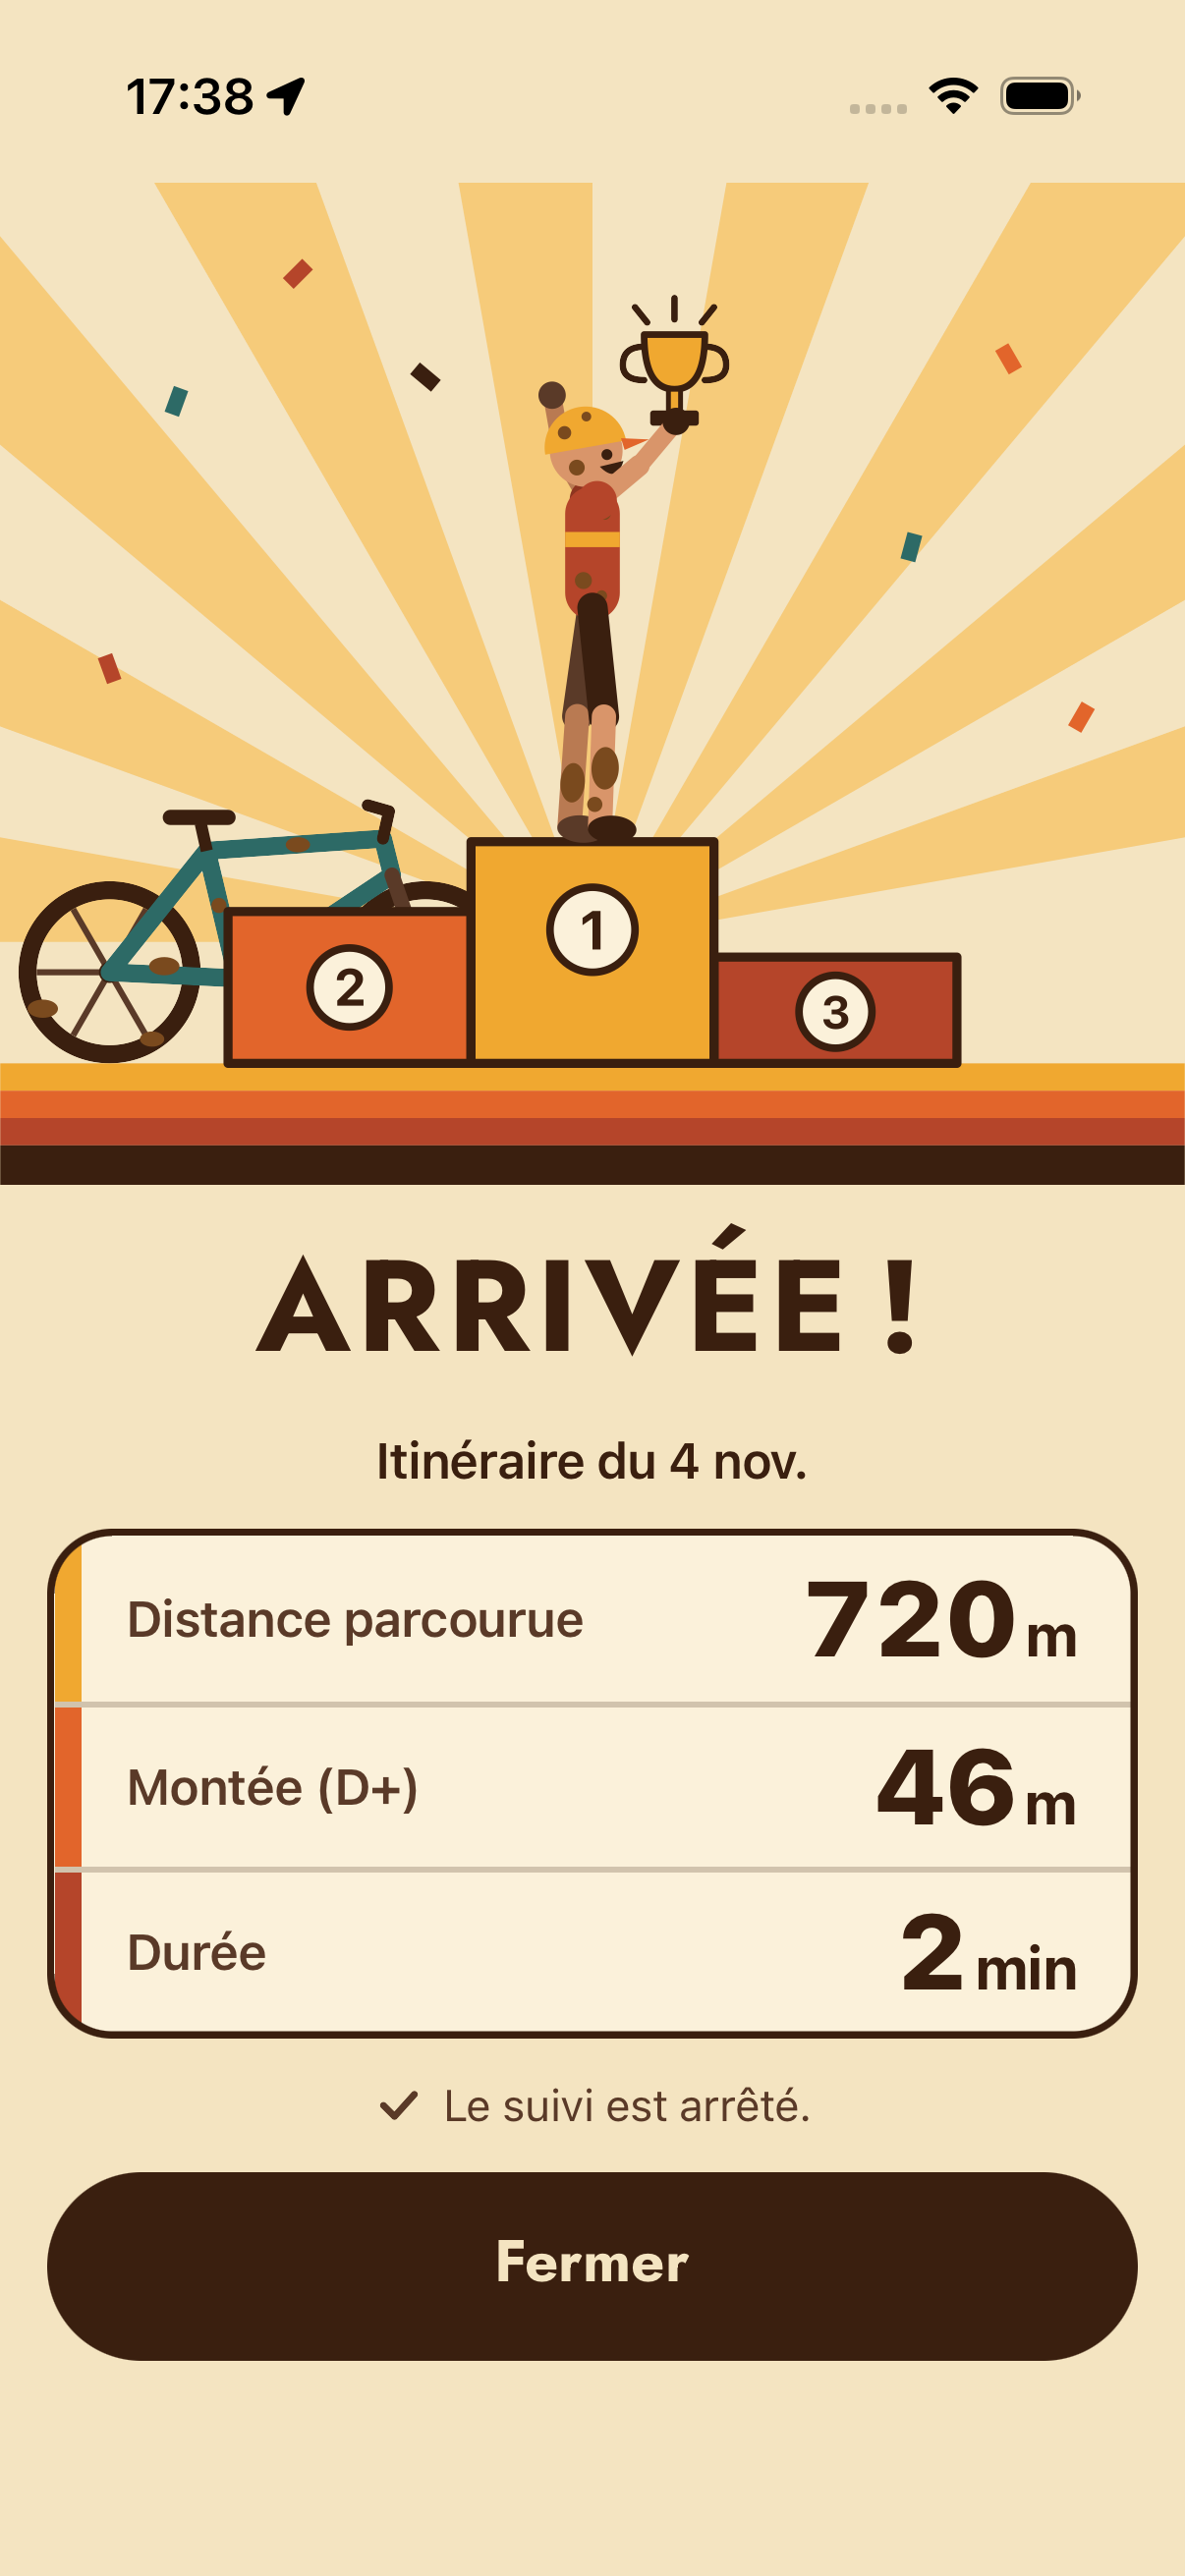 17:38
1
2
3
ARRIVÉE !
Itinéraire du 4 nov.
Distance parcourue 720 m
Montée (D+) 46 m
Durée 2 min
Le suivi est arrêté.
Fermer